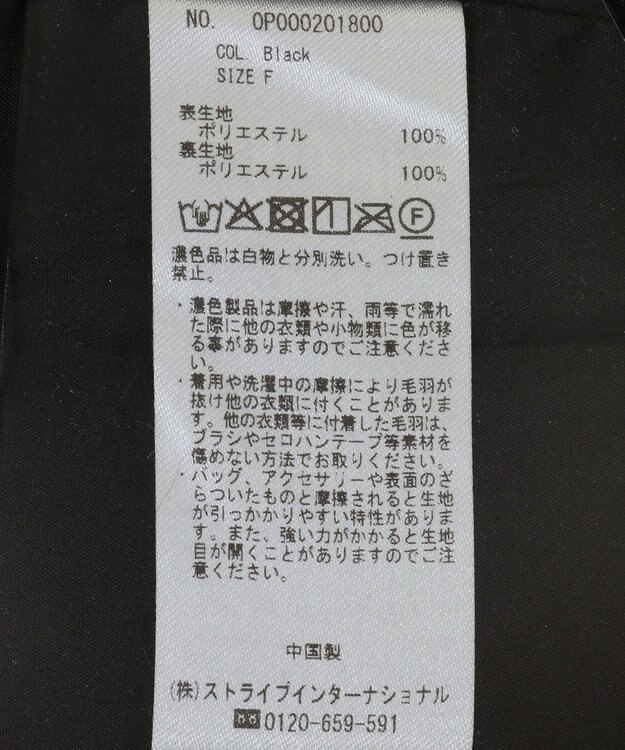 NO. OP000201800
COL Black
SIZE F
表生地
ポリエステル 100%
裏生地
ポリエステル 100%
F
濃色品は白物と分別洗い。つけ置き
禁止。
・濃色製品は摩擦や汗、雨等で濡れ
た際に他の衣類や小物類に色が移
る事がありますのでご注意くださ
い。
・着用や洗濯中の摩擦により毛羽が
抜け他の衣類に付くことがありま
す。他の衣類等に付着した毛羽は、
ブラシやセロハンテープ等素材を
傷めない方法でお取りください。
・バッグ、アクセサリーや表面のざ
らついたものと摩擦されると生地
が引っかかりやすい特性がありま
す。また、強い力がかかると生地
目が開くことがありますのでご注
意ください。
中国製
(株)ストライプインターナショナル
0120-659-591